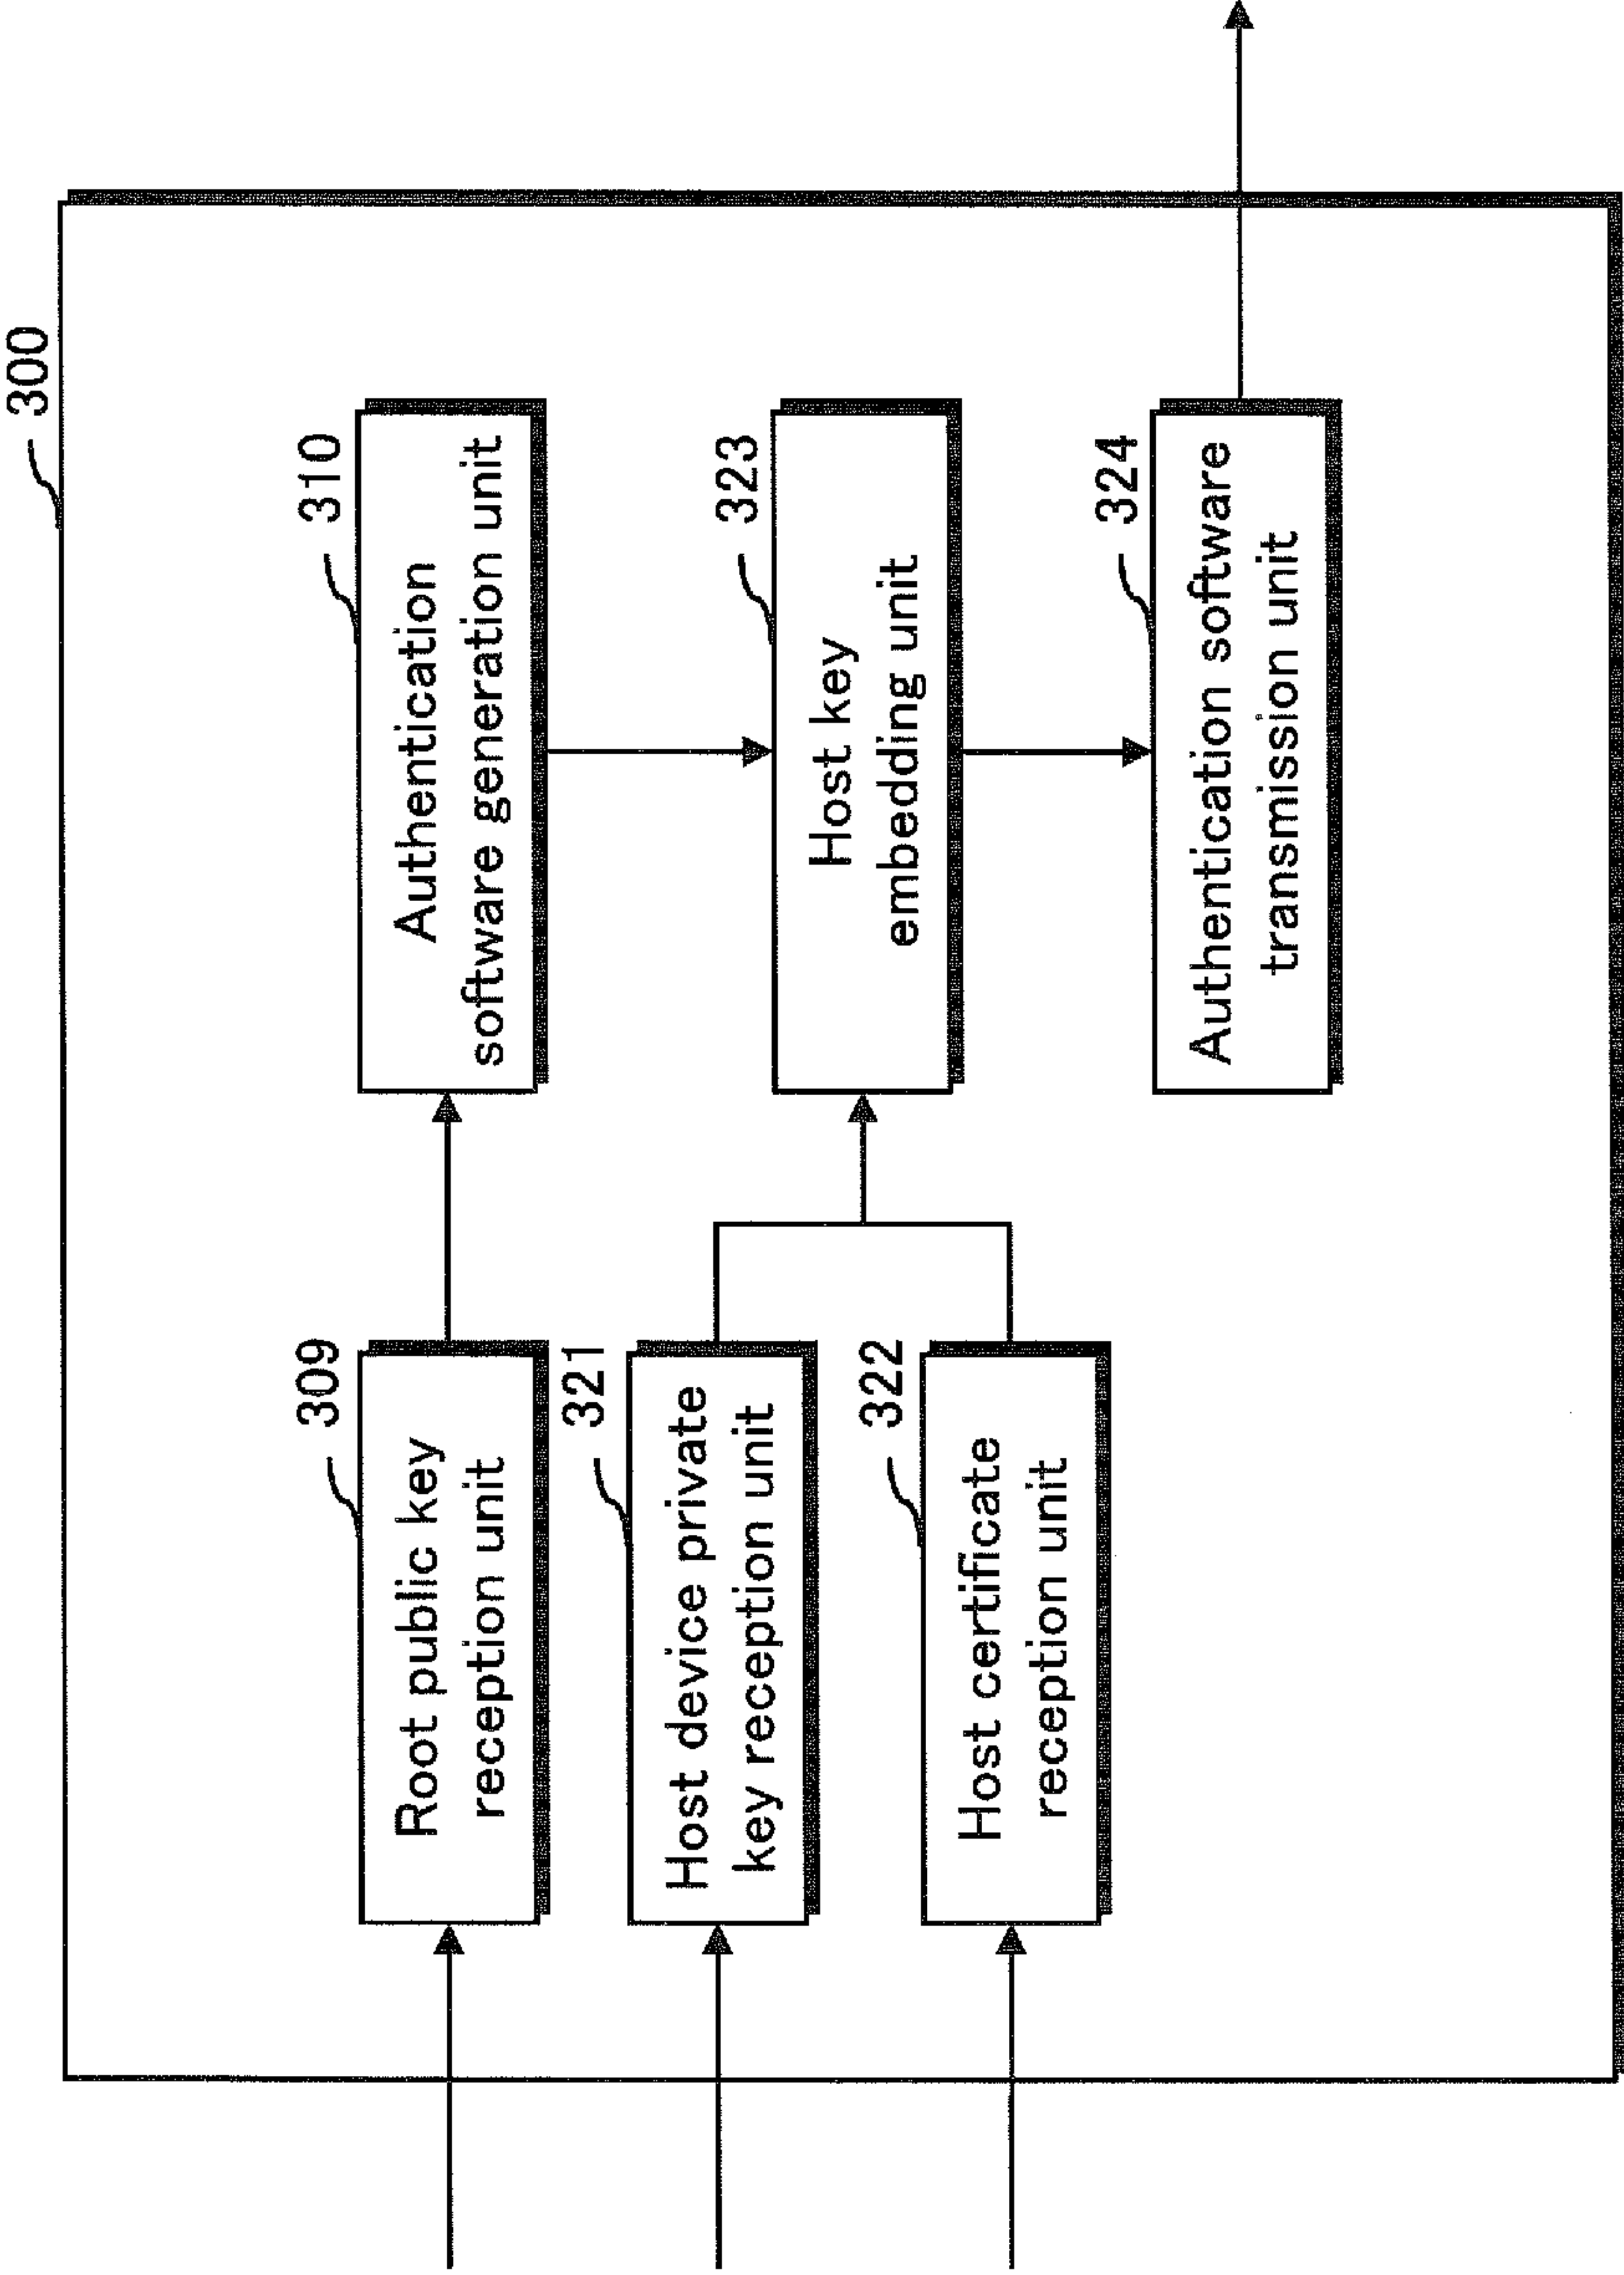 300
309
Root public key
reception unit
310
Authentication
software generation unit
321
Host device private
key reception unit
323
Host key
embedding unit
322
Host certificate
reception unit
324
Authentication software
transmission unit